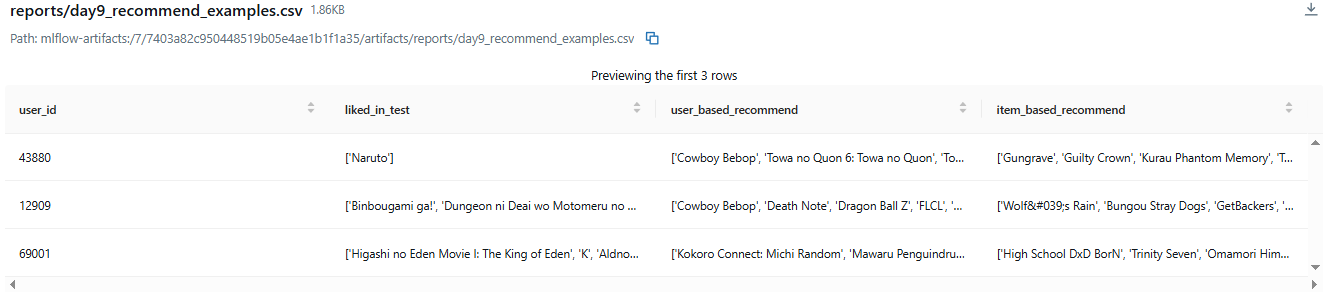 reports/day9_recommend_examples.csv 1.86KB
Path: mlflow-artifacts:/7/7403a82c950448519b05e4ae1b1f1a35/artifacts/reports/day9_recommend_examples.csv
Previewing the first 3 rows
user_id liked_in_test user_based_recommend item_based_recommend
43880 ['Naruto'] ['Cowboy Bebop', 'Towa no Quon 6: Towa no Quon', 'To... ['Gungrave', 'Guilty Crown', 'Kurau Phantom Memory', 'T...
12909 ['Binbougami ga!', 'Dungeon ni Deai wo Motomeru no ... ['Cowboy Bebop', 'Death Note', 'Dragon Ball Z', 'FLCL', '... ['Wolf&#039;s Rain', 'Bungou Stray Dogs', 'GetBackers', '...
69001 ['Higashi no Eden Movie I: The King of Eden', 'K', 'Aldno... ['Kokoro Connect: Michi Random', 'Mawaru Penguindru... ['High School DxD BorN', 'Trinity Seven', 'Omamori Him...